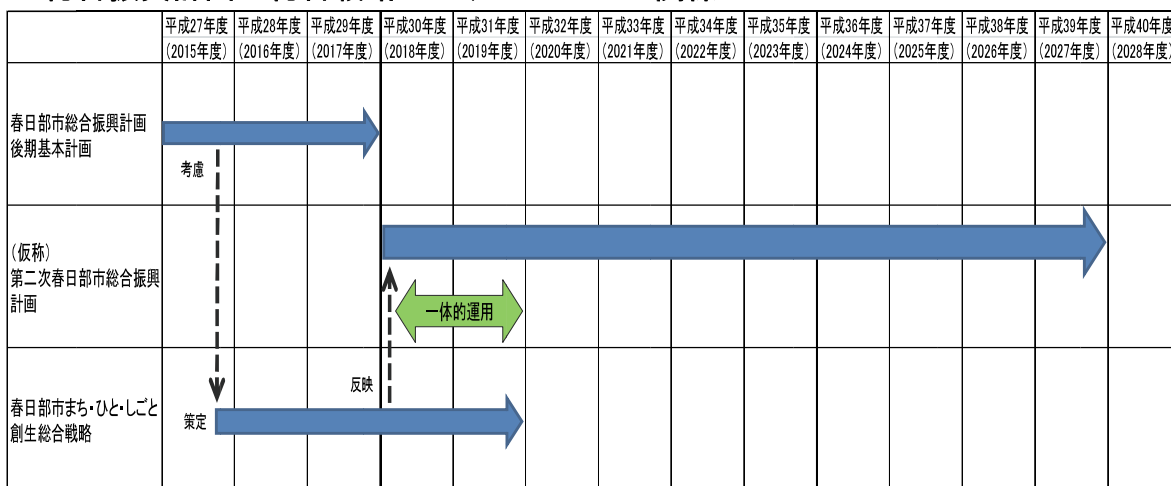 平成27年度 平成28年度 平成29年度 平成30年度 平成31年度 平成32年度 平成33年度 平成34年度 平成35年度 平成36年度 平成37年度 平成38年度 平成39年度 平成40年度
(2015年度) (2016年度) (2017年度) (2018年度) (2019年度) (2020年度) (2021年度) (2022年度) (2023年度) (2024年度) (2025年度) (2026年度) (2027年度) (2028年度)
春日部市総合振興計画
後期基本計画
考慮
(仮称)
第二次春日部市総合振興
計画
一体的運用
反映
春日部市まち・ひと・しごと
創生総合戦略
策定